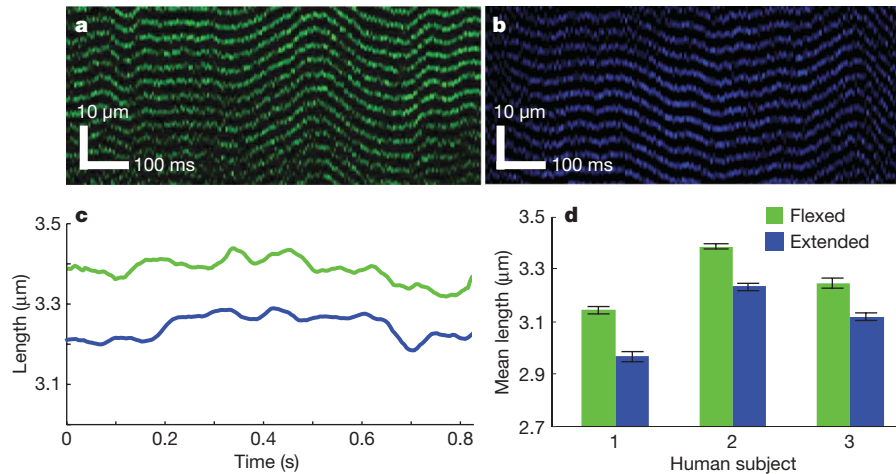 a
10 μm
100 ms
b
10 μm
100 ms
c
3.5
3.3
3.1
Length (μm)
0
0.2
0.4
0.6
0.8
Time (s)
d
Flexed
Extended
3.5
3.3
3.1
2.9
2.7
Mean length (μm)
1
2
3
Human subject